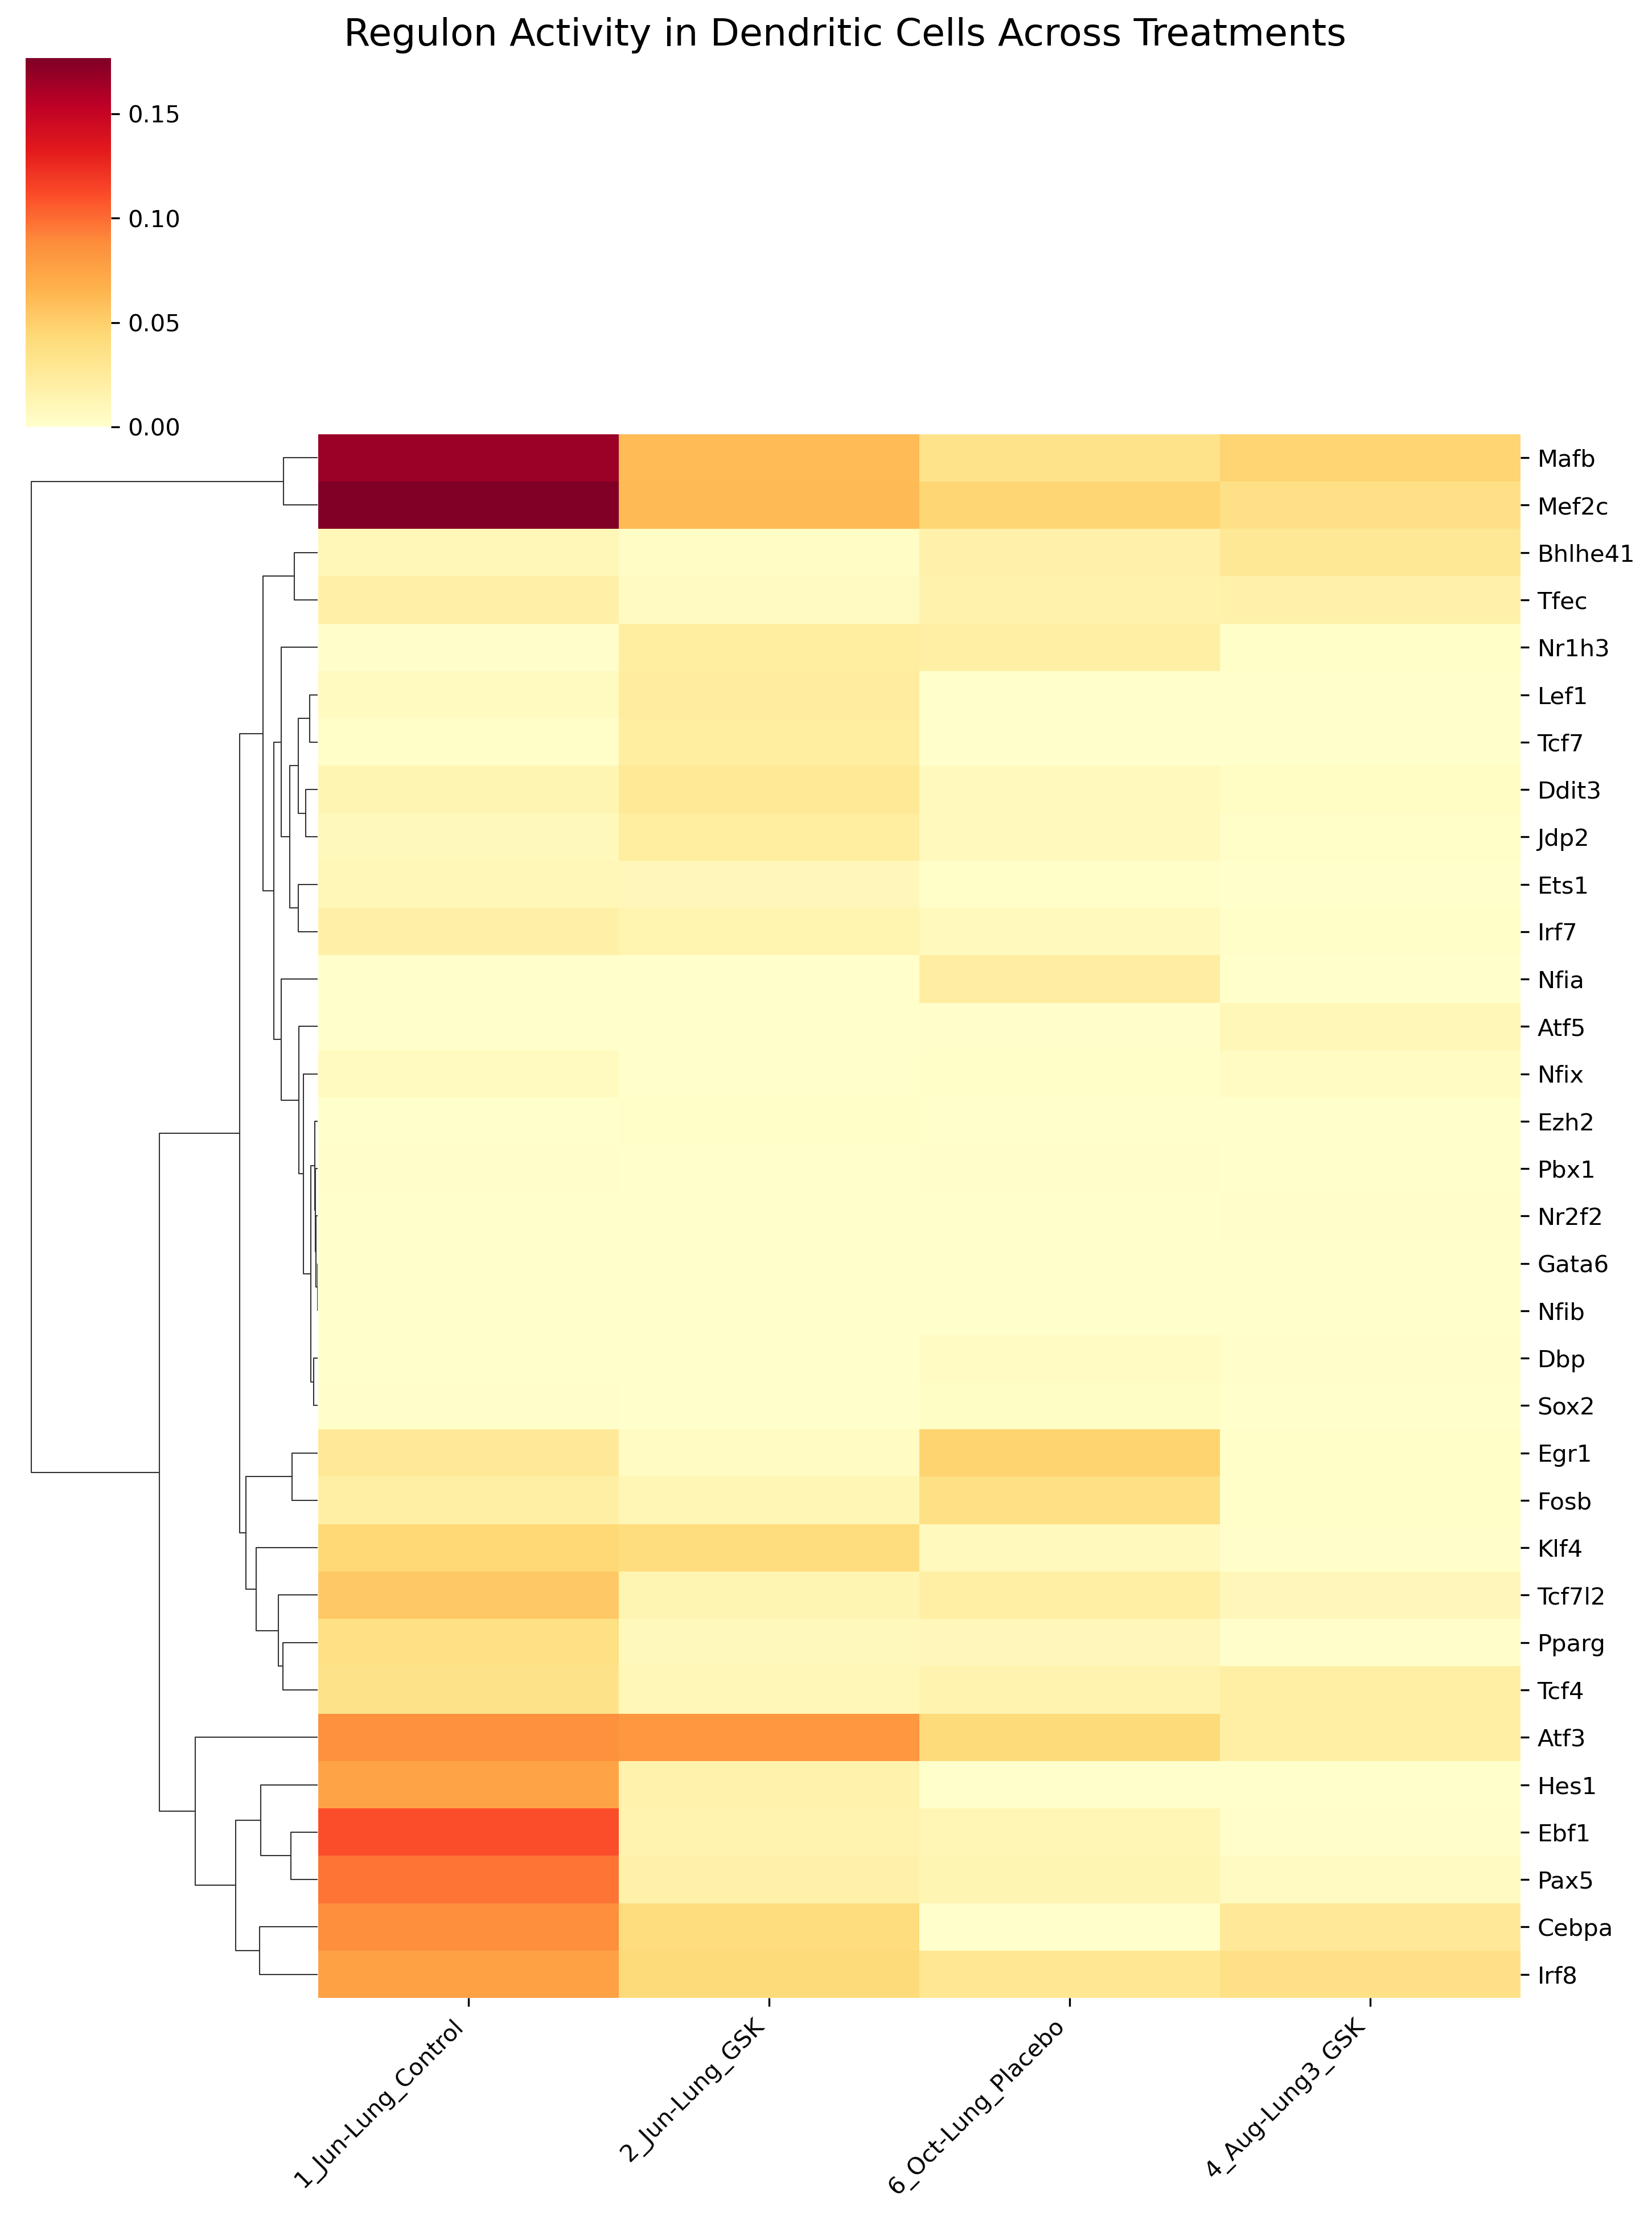 Regulon Activity in Dendritic Cells Across Treatments
0.15
0.10
0.05
0.00
Mafb
Mef2c
Bhlhe41
Tfec
Nr1h3
Lef1
Tcf7
Ddit3
Jdp2
Ets1
Irf7
Nfia
Atf5
Nfix
Ezh2
Pbx1
Nr2f2
Gata6
Nfib
Dbp
Sox2
Egr1
Fosb
Klf4
Tcf7l2
Pparg
Tcf4
Atf3
Hes1
Ebf1
Pax5
Cebpa
Irf8
1_Jun-Lung_Control
2_Jun-Lung_GSK
6_Oct-Lung_Placebo
4_Aug-Lung3_GSK